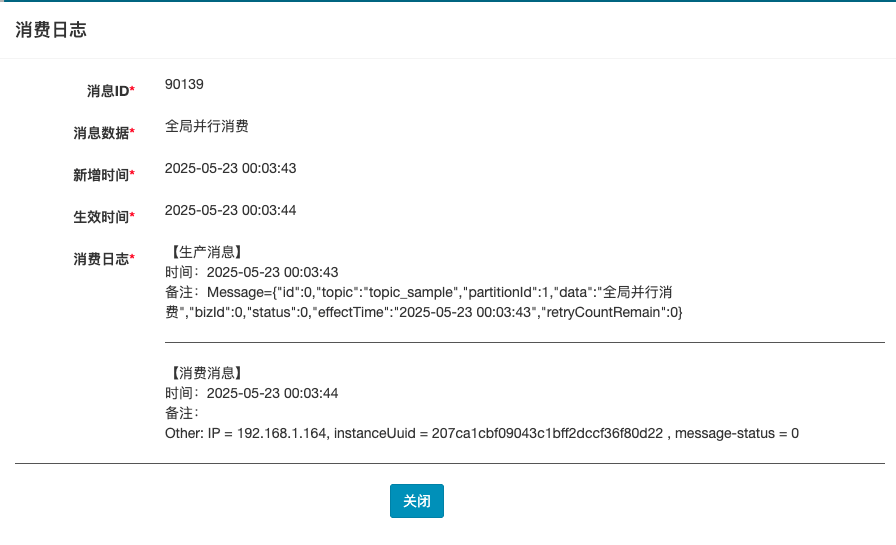 消费日志
消息ID*
90139
消息数据*
全局并行消费
新增时间*
2025-05-23 00:03:43
生效时间*
2025-05-23 00:03:44
消费日志*
【生产消息】
时间：2025-05-23 00:03:43
备注：Message={"id":0,"topic":"topic_sample","partitionId":1,"data":"全局并行消
费","bizId":0,"status":0,"effectTime":"2025-05-23 00:03:43","retryCountRemain":0}
【消费消息】
时间：2025-05-23 00:03:44
备注：
Other: IP = 192.168.1.164, instanceUuid = 207ca1cbf09043c1bff2dccf36f80d22 , message-status = 0
关闭